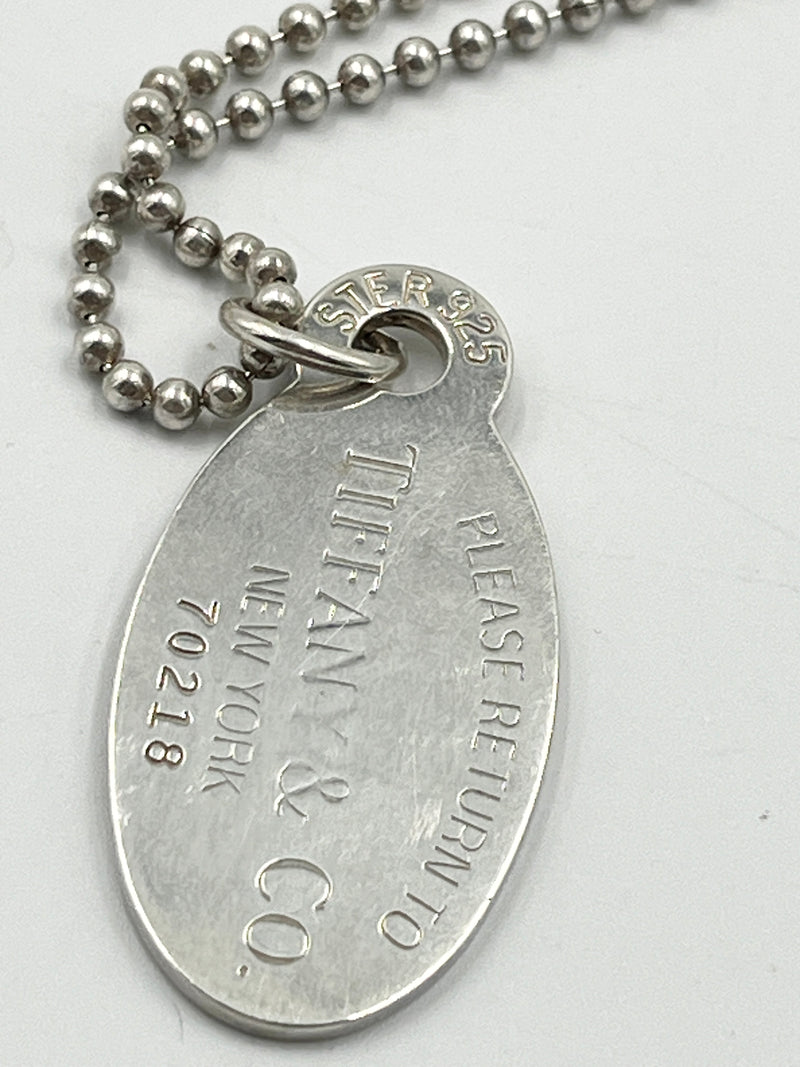 STER 925
PLEASE RETURN TO
TIFFANY & CO.
NEW YORK
70218